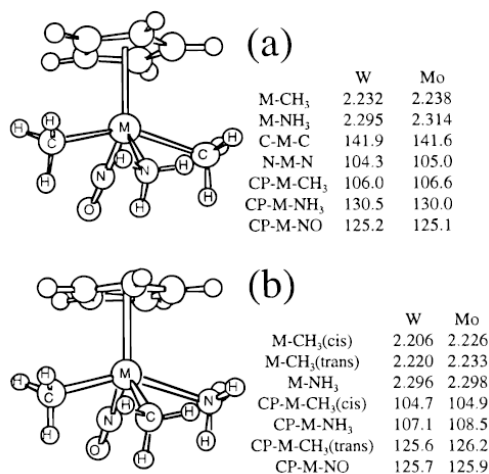 (a)
W Mo
M-CH₃ 2.232 2.238
M-NH₃ 2.295 2.314
C-M-C 141.9 141.6
N-M-N 104.3 105.0
CP-M-CH₃ 106.0 106.6
CP-M-NH₃ 130.5 130.0
CP-M-NO 125.2 125.1
H H C H M H N N H C H H
O H H
(b)
W Mo
M-CH₃(cis) 2.206 2.226
M-CH₃(trans) 2.220 2.233
M-NH₃ 2.296 2.298
CP-M-CH₃(cis) 104.7 104.9
CP-M-NH₃ 107.1 108.5
CP-M-CH₃(trans) 125.6 126.2
CP-M-NO 125.7 125.9
H H C H M N H C H N H H
O H